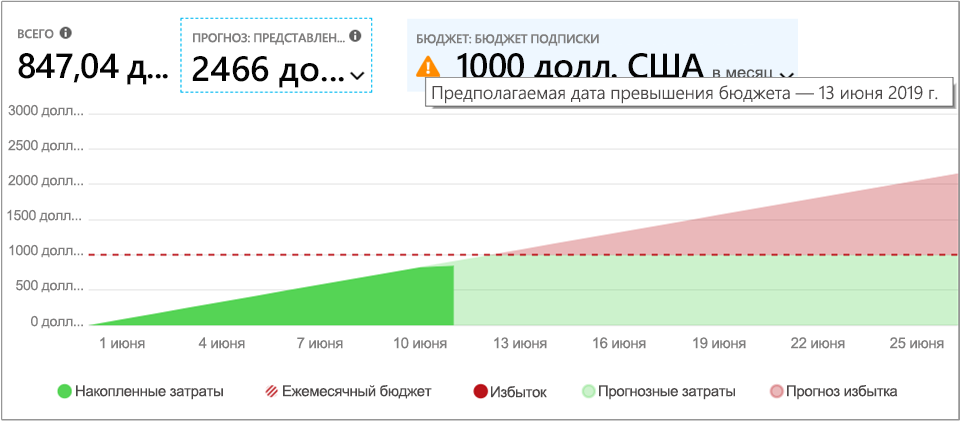 ВСЕГО
847,04 д...
ПРОГНОЗ: ПРЕДСТАВЛЕН...
2466 до...
БЮДЖЕТ: БЮДЖЕТ ПОДПИСКИ
1000 долл. США в месяц
Предполагаемая дата превышения бюджета — 13 июня 2019 г.
3000 долл...
2500 долл...
2000 долл...
1500 долл...
1000 долл...
500 долл...
0 долл...
1 июня 4 июня 7 июня 10 июня 13 июня 16 июня 19 июня 22 июня 25 июня
Накопленные затраты Ежемесячный бюджет Избыток Прогнозные затраты Прогноз избытка